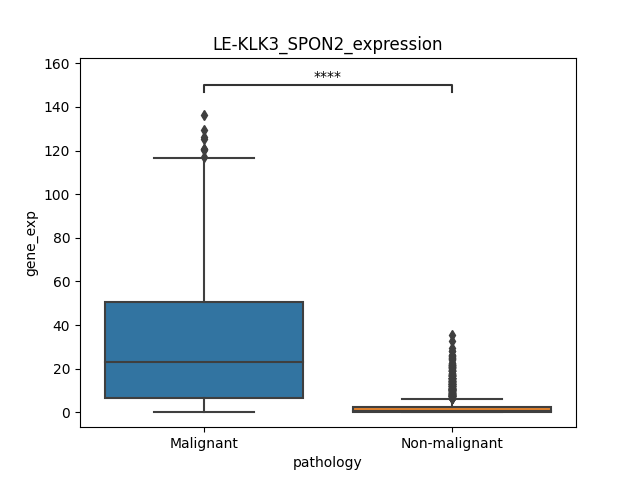 LE-KLK3_SPON2_expression
****
160
140
120
100
80
60
40
20
0
gene_exp
Malignant
Non-malignant
pathology